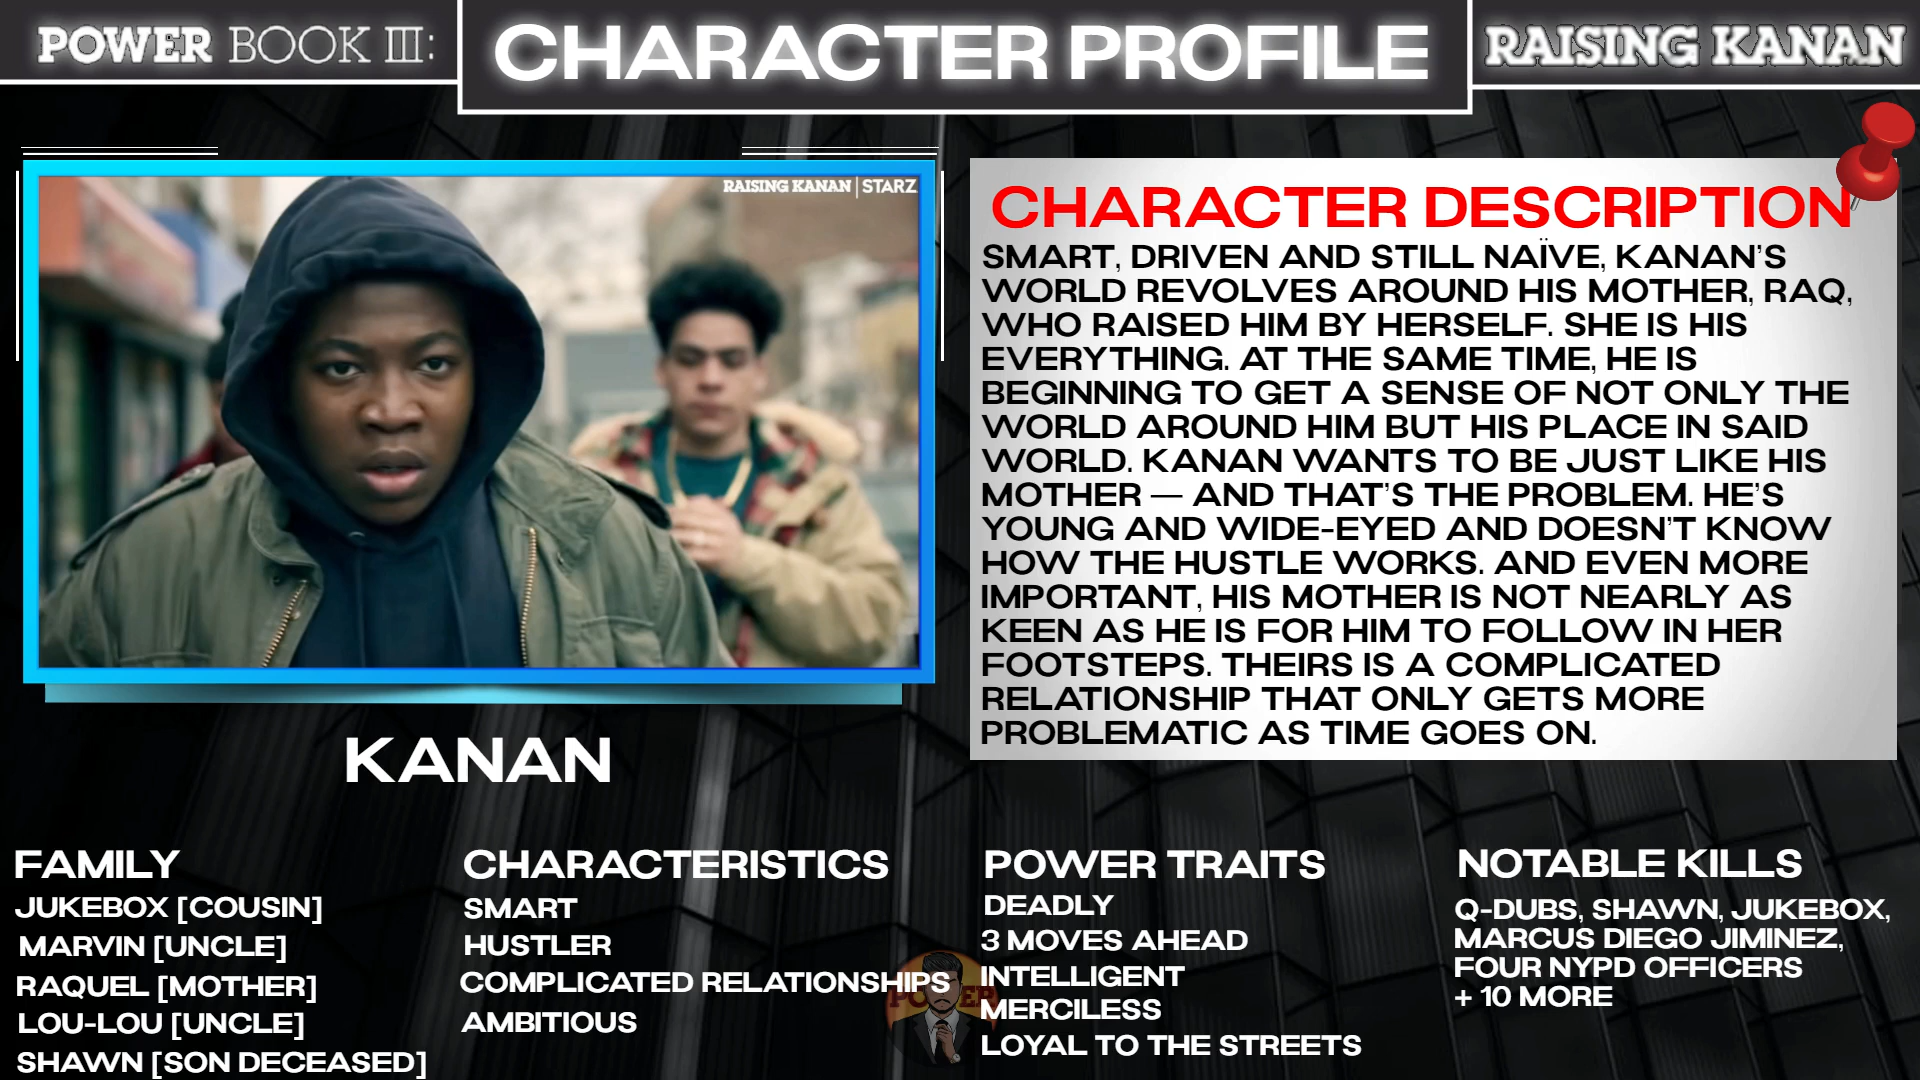 POWER BOOK III:
CHARACTER PROFILE
RAISING KANAN
RAISING KANAN | STARZ
CHARACTER DESCRIPTION
SMART, DRIVEN AND STILL NAÏVE, KANAN'S
WORLD REVOLVES AROUND HIS MOTHER, RAQ,
WHO RAISED HIM BY HERSELF. SHE IS HIS
EVERYTHING. AT THE SAME TIME, HE IS
BEGINNING TO GET A SENSE OF NOT ONLY THE
WORLD AROUND HIM BUT HIS PLACE IN SAID
WORLD. KANAN WANTS TO BE JUST LIKE HIS
MOTHER — AND THAT'S THE PROBLEM. HE'S
YOUNG AND WIDE-EYED AND DOESN'T KNOW
HOW THE HUSTLE WORKS. AND EVEN MORE
IMPORTANT, HIS MOTHER IS NOT NEARLY AS
KEEN AS HE IS FOR HIM TO FOLLOW IN HER
FOOTSTEPS. THEIRS IS A COMPLICATED
RELATIONSHIP THAT ONLY GETS MORE
PROBLEMATIC AS TIME GOES ON.
KANAN
FAMILY
JUKEBOX [COUSIN]
MARVIN [UNCLE]
RAQUEL [MOTHER]
LOU-LOU [UNCLE]
SHAWN [SON DECEASED]
CHARACTERISTICS
SMART
HUSTLER
COMPLICATED RELATIONSHIPS
AMBITIOUS
POWER
POWER TRAITS
DEADLY
3 MOVES AHEAD
INTELLIGENT
MERCILESS
LOYAL TO THE STREETS
NOTABLE KILLS
Q-DUBS, SHAWN, JUKEBOX,
MARCUS DIEGO JIMINEZ,
FOUR NYPD OFFICERS
+ 10 MORE